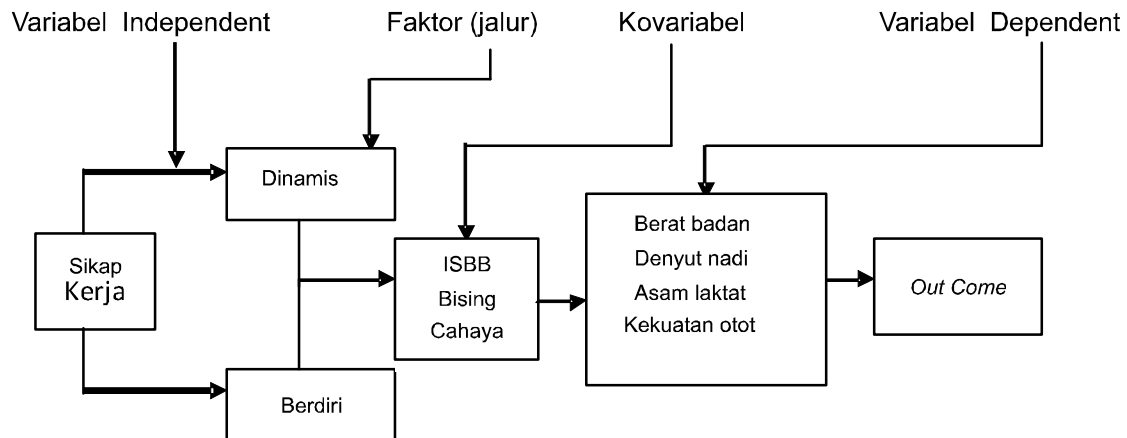 Variabel Independent
Faktor (jalur)
Kovariabel
Variabel Dependent
Dinamis
Sikap
Kerja
ISBB
Bising
Cahaya
Berat badan
Denyut nadi
Asam laktat
Kekuatan otot
Out Come
Berdiri